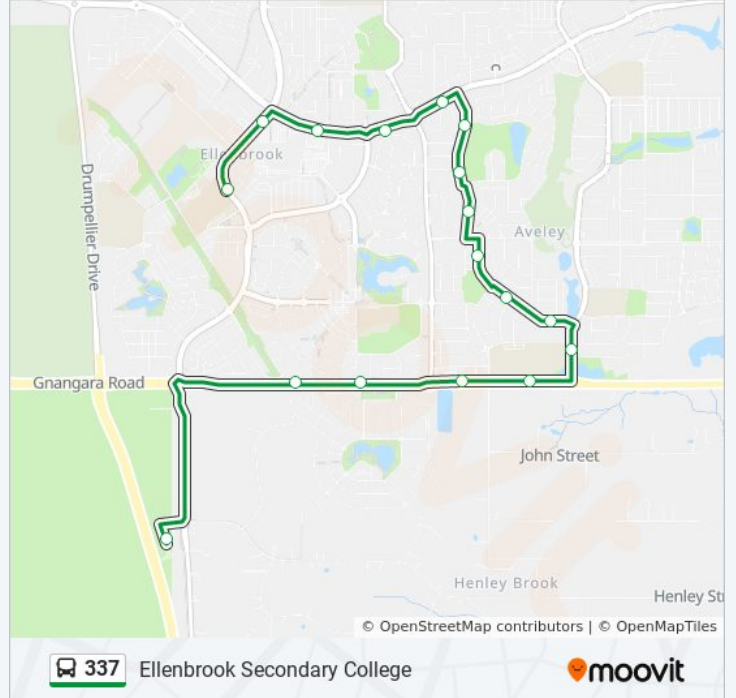 Ellenbrook
Drumpellier Drive
Aveley
Gnangara Road
John Street
Henley Brook
Henley Str
© OpenStreetMap contributors | © OpenMapTiles
337 Ellenbrook Secondary College
moovit